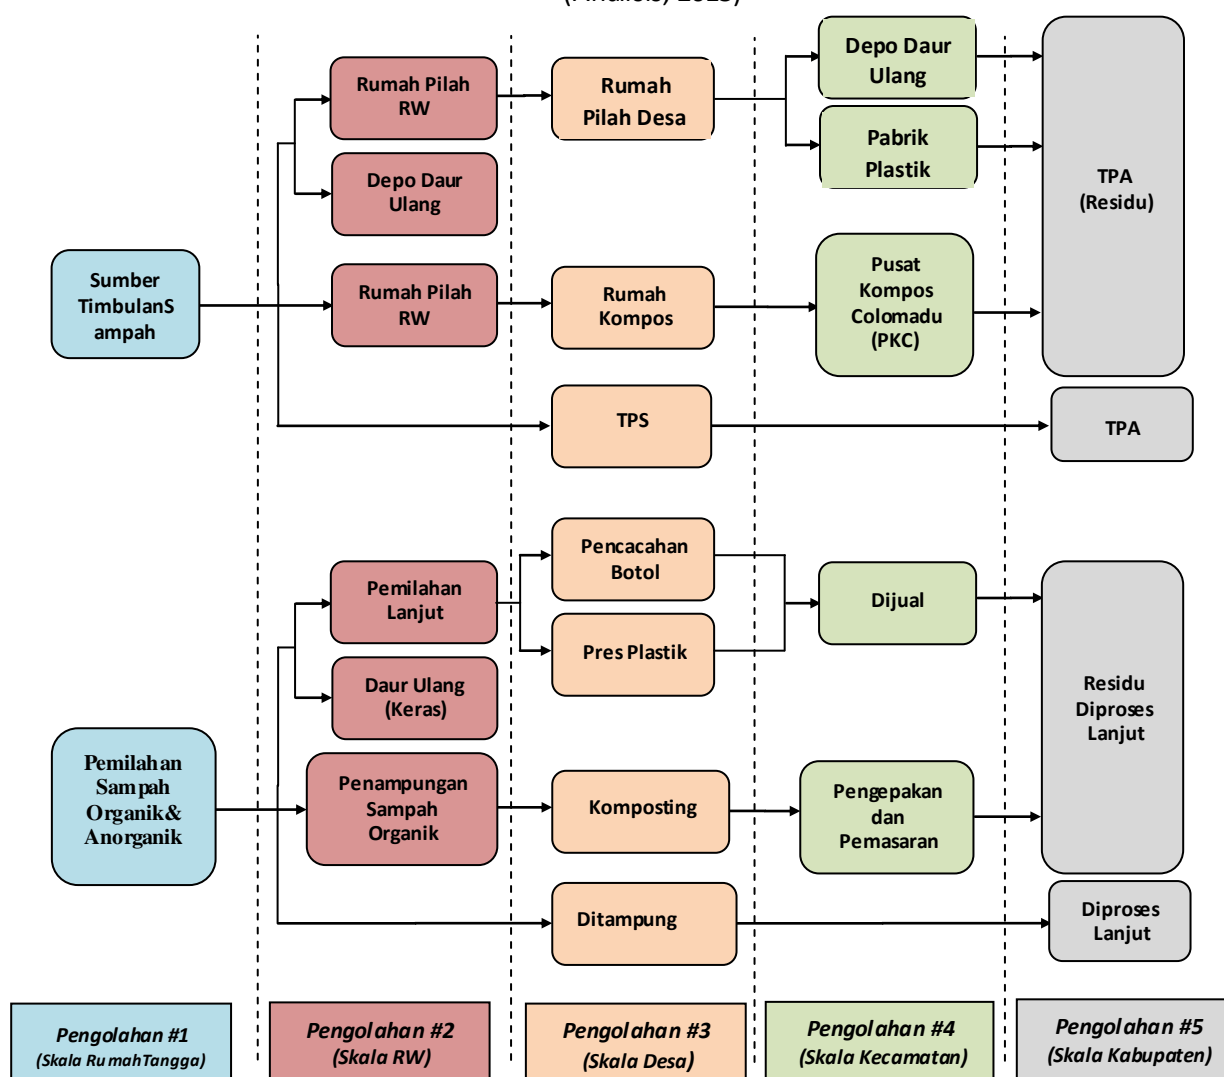 (Analisis, 2013)
Rumah Pilah
RW
Rumah
Pilah Desa
Depo Daur
Ulang
Pabrik
Plastik
TPA
(Residu)
Depo Daur
Ulang
Sumber
TimbulanS
ampah
Rumah Pilah
RW
Rumah
Kompos
Pusat
Kompos
Colomadu
(PKC)
TPS
TPA
Pemilahan
Lanjut
Pencacahan
Botol
Pres Plastik
Dijual
Residu
Diproses
Lanjut
Daur Ulang
(Keras)
Pemilahan
Sampah
Organik&
Anorganik
Penampungan
Sampah
Organik
Komposting
Pengepakan
dan
Pemasaran
Ditampung
Diproses
Lanjut
Pengolahan #1
(Skala RumahTangga)
Pengolahan #2
(Skala RW)
Pengolahan #3
(Skala Desa)
Pengolahan #4
(Skala Kecamatan)
Pengolahan #5
(Skala Kabupaten)